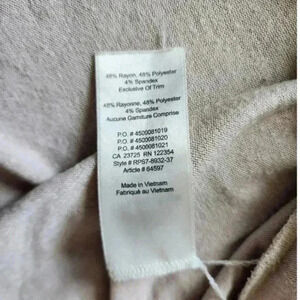 48% Rayon, 48% Polyester
4% Spandex
Exclusive Of Trim
48% Rayonne, 48% Polyester
4% Spandex
Aucune Garniture Comprise
P.O. # 4500081019
P.O. # 4500081020
P.O. # 4500081021
CA 23725 RN 122354
Style # RPS7-8932-37
Article # 64597
Made in Vietnam
Fabriqué au Vietnam